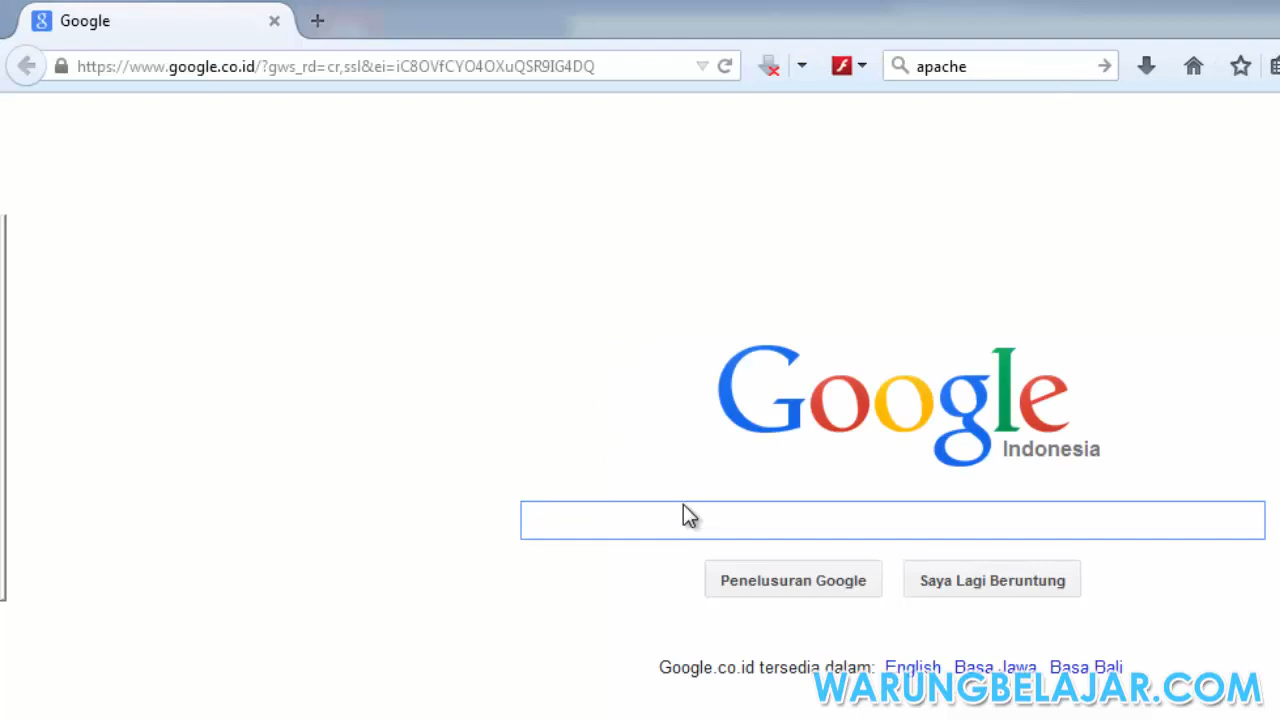 Google
https://www.google.co.id/?gws_rd=cr,ssl&ei=iC8OVfCYO4OXuQSR9IG4DQ
apache
Google
Indonesia
Penelusuran Google
Saya Lagi Beruntung
Google.co.id tersedia dalam: English Basa Jawa Basa Bali
WARUNGBELAJAR.COM